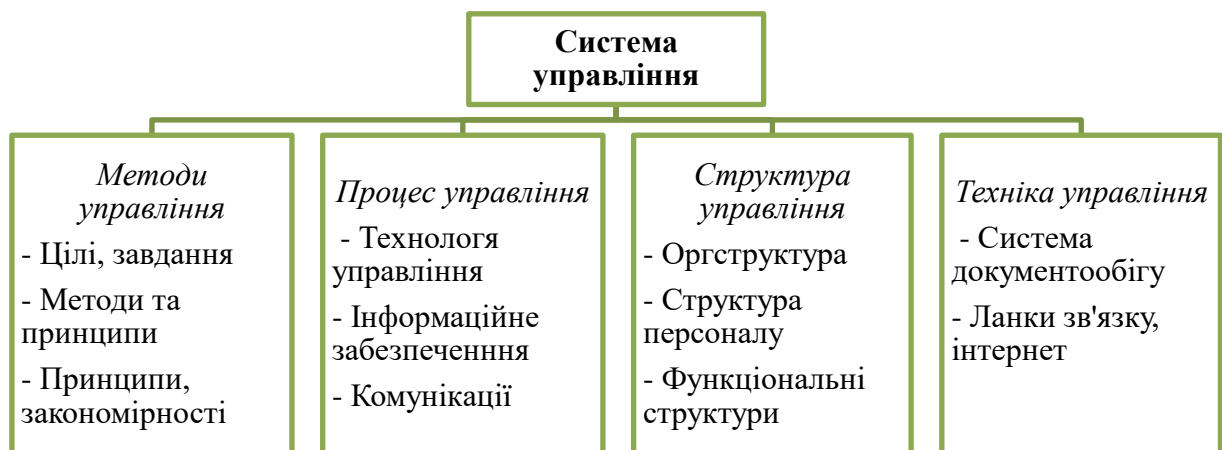 Система
управління
Методи
управління
- Цілі, завдання
- Методи та
принципи
- Принципи,
закономірності
Процес управління
- Технологя
управління
- Інформаційне
забезпеченння
- Комунікації
Структура
управління
- Оргструктура
- Структура
персоналу
- Функціональні
структури
Техніка управління
- Система
документообігу
- Ланки зв'язку,
інтернет